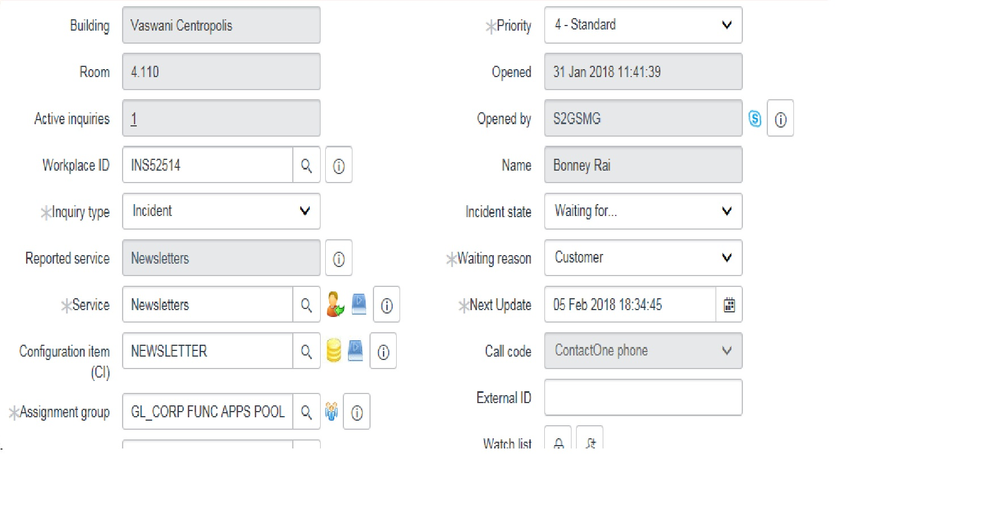 Building Vaswani Centropolis
Room 4.110
Active inquiries 1
Workplace ID INS52514
*Inquiry type Incident
Reported service Newsletters
*Service Newsletters
Configuration item
(CI) NEWSLETTER
*Assignment group GL_CORP FUNC APPS POOL
*Priority 4 - Standard
Opened 31 Jan 2018 11:41:39
Opened by S2GSMG
Name Bonney Rai
Incident state Waiting for...
*Waiting reason Customer
*Next Update 05 Feb 2018 18:34:45
Call code ContactOne phone
External ID
Watch list